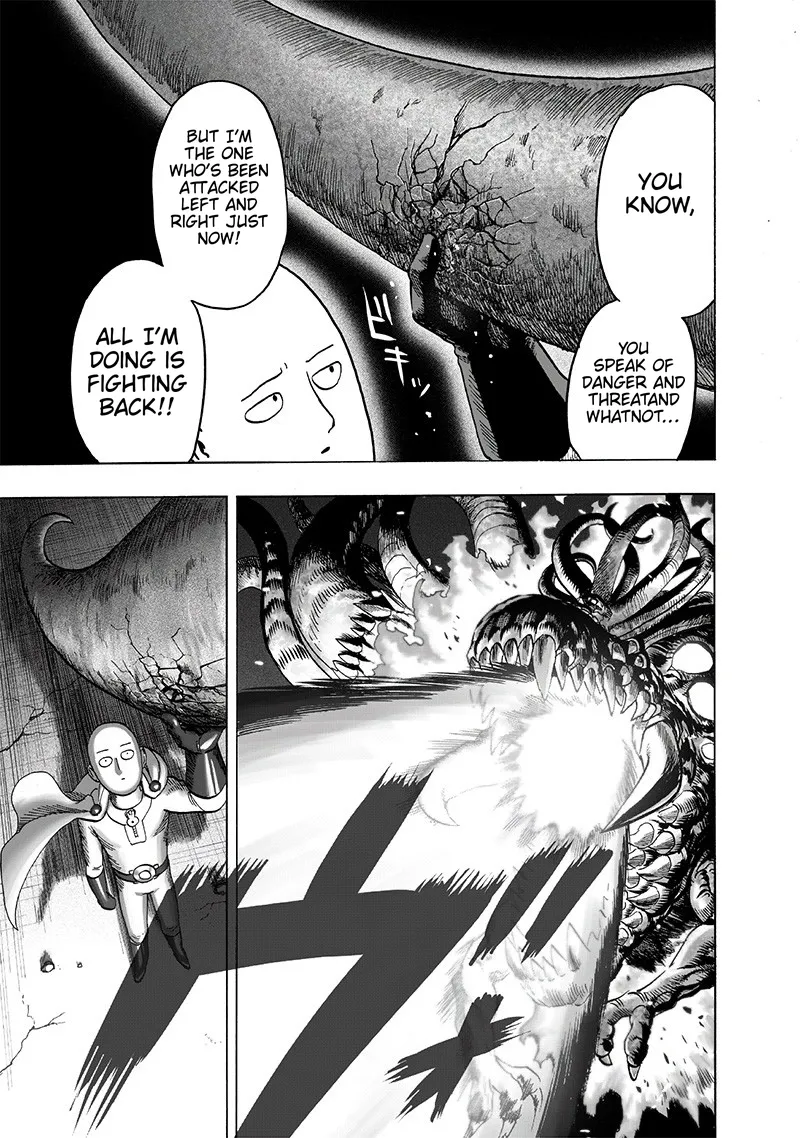 YOU
KNOW,
YOU
SPEAK OF
DANGER AND
THREATAND
WHATNOT...
BUT I'M
THE ONE
WHO'S BEEN
ATTACKED
LEFT AND
RIGHT JUST
NOW!
ALL I'M
DOING IS
FIGHTING
BACK!!
ドキッ